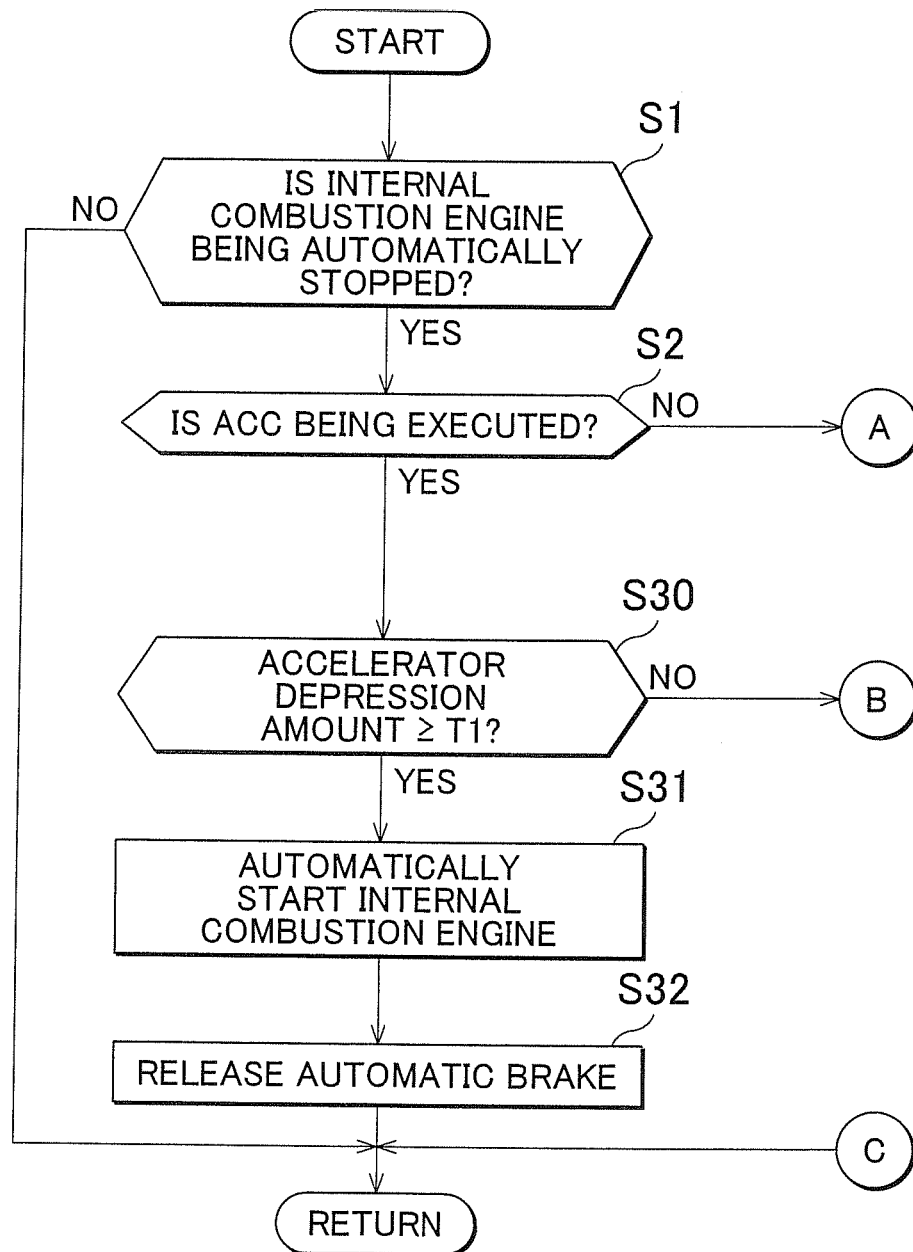 START
S1
IS INTERNAL
COMBUSTION ENGINE
BEING AUTOMATICALLY
STOPPED?
NO
YES
S2
IS ACC BEING EXECUTED?
NO
A
YES
S30
ACCELERATOR
DEPRESSION
AMOUNT ≥ T1?
NO
B
YES
S31
AUTOMATICALLY
START INTERNAL
COMBUSTION ENGINE
S32
RELEASE AUTOMATIC BRAKE
C
RETURN